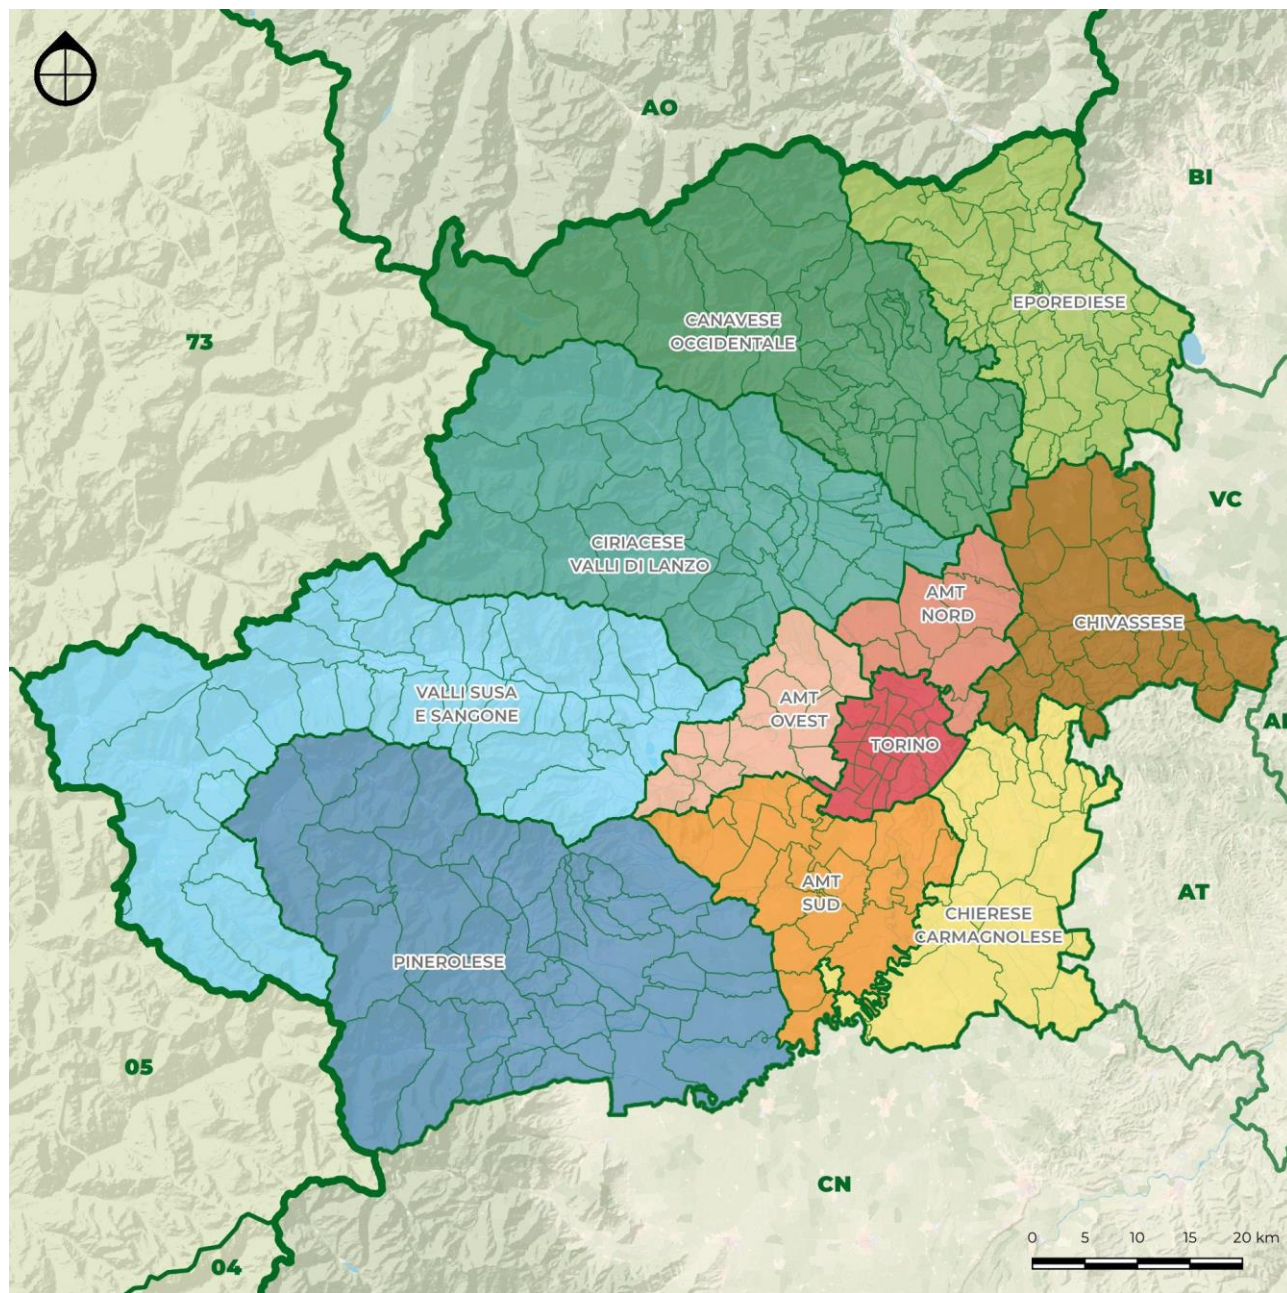 AO
BI
EPOREDIESE
CANAVESE
OCCIDENTALE
73
VC
CIRIACESE
VALLI DI LANZO
AMT
NORD
CHIVASSESE
VALLI SUSA
E SANGONE
AMT
OVEST
TORINO
AMT
SUD
AT
CHIERESE
CARMAGNOLESE
PINEROLESE
05
CN
04
0 5 10 15 20 km